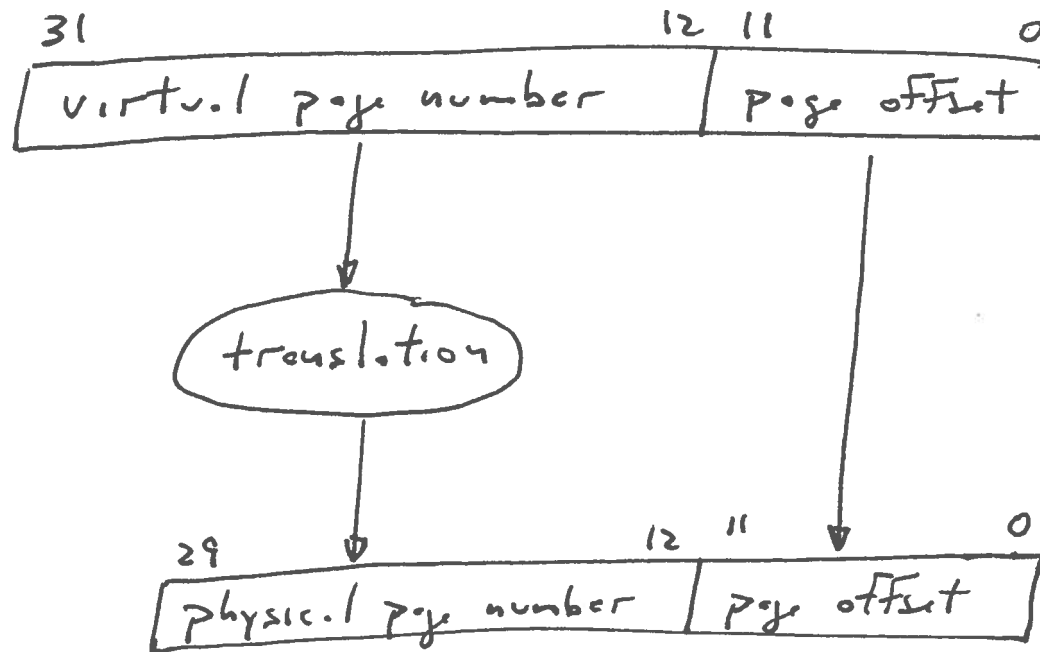 31 12 11 0
virtual page number page offset
translation
29 12 11 0
physical page number page offset